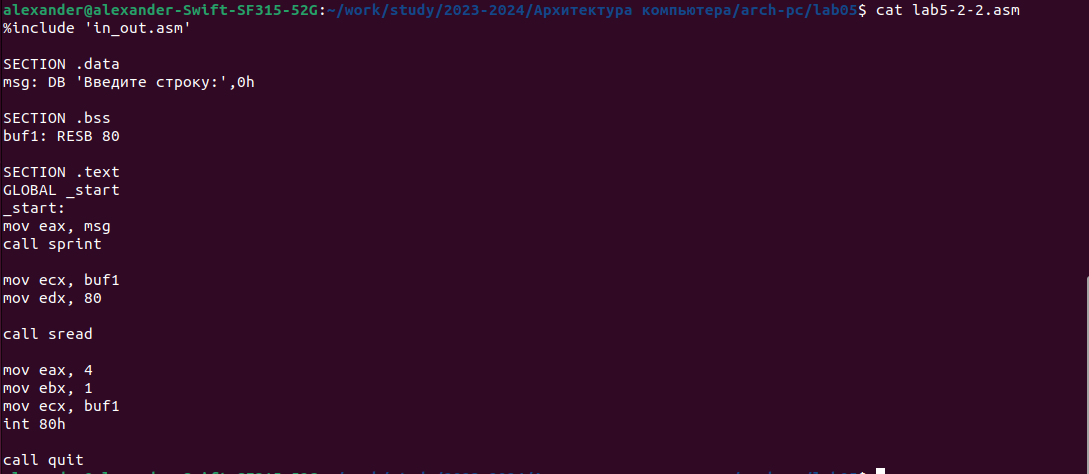 alexander@alexander-Swift-SF315-52G:~/work/study/2023-2024/Архитектура компьютера/arch-pc/lab05$ cat lab5-2-2.asm
%include 'in_out.asm'
SECTION .data
msg: DB 'Введите строку:',0h
SECTION .bss
buf1: RESB 80
SECTION .text
GLOBAL _start
_start:
mov eax, msg
call sprint
mov ecx, buf1
mov edx, 80
call sread
mov eax, 4
mov ebx, 1
mov ecx, buf1
int 80h
call quit